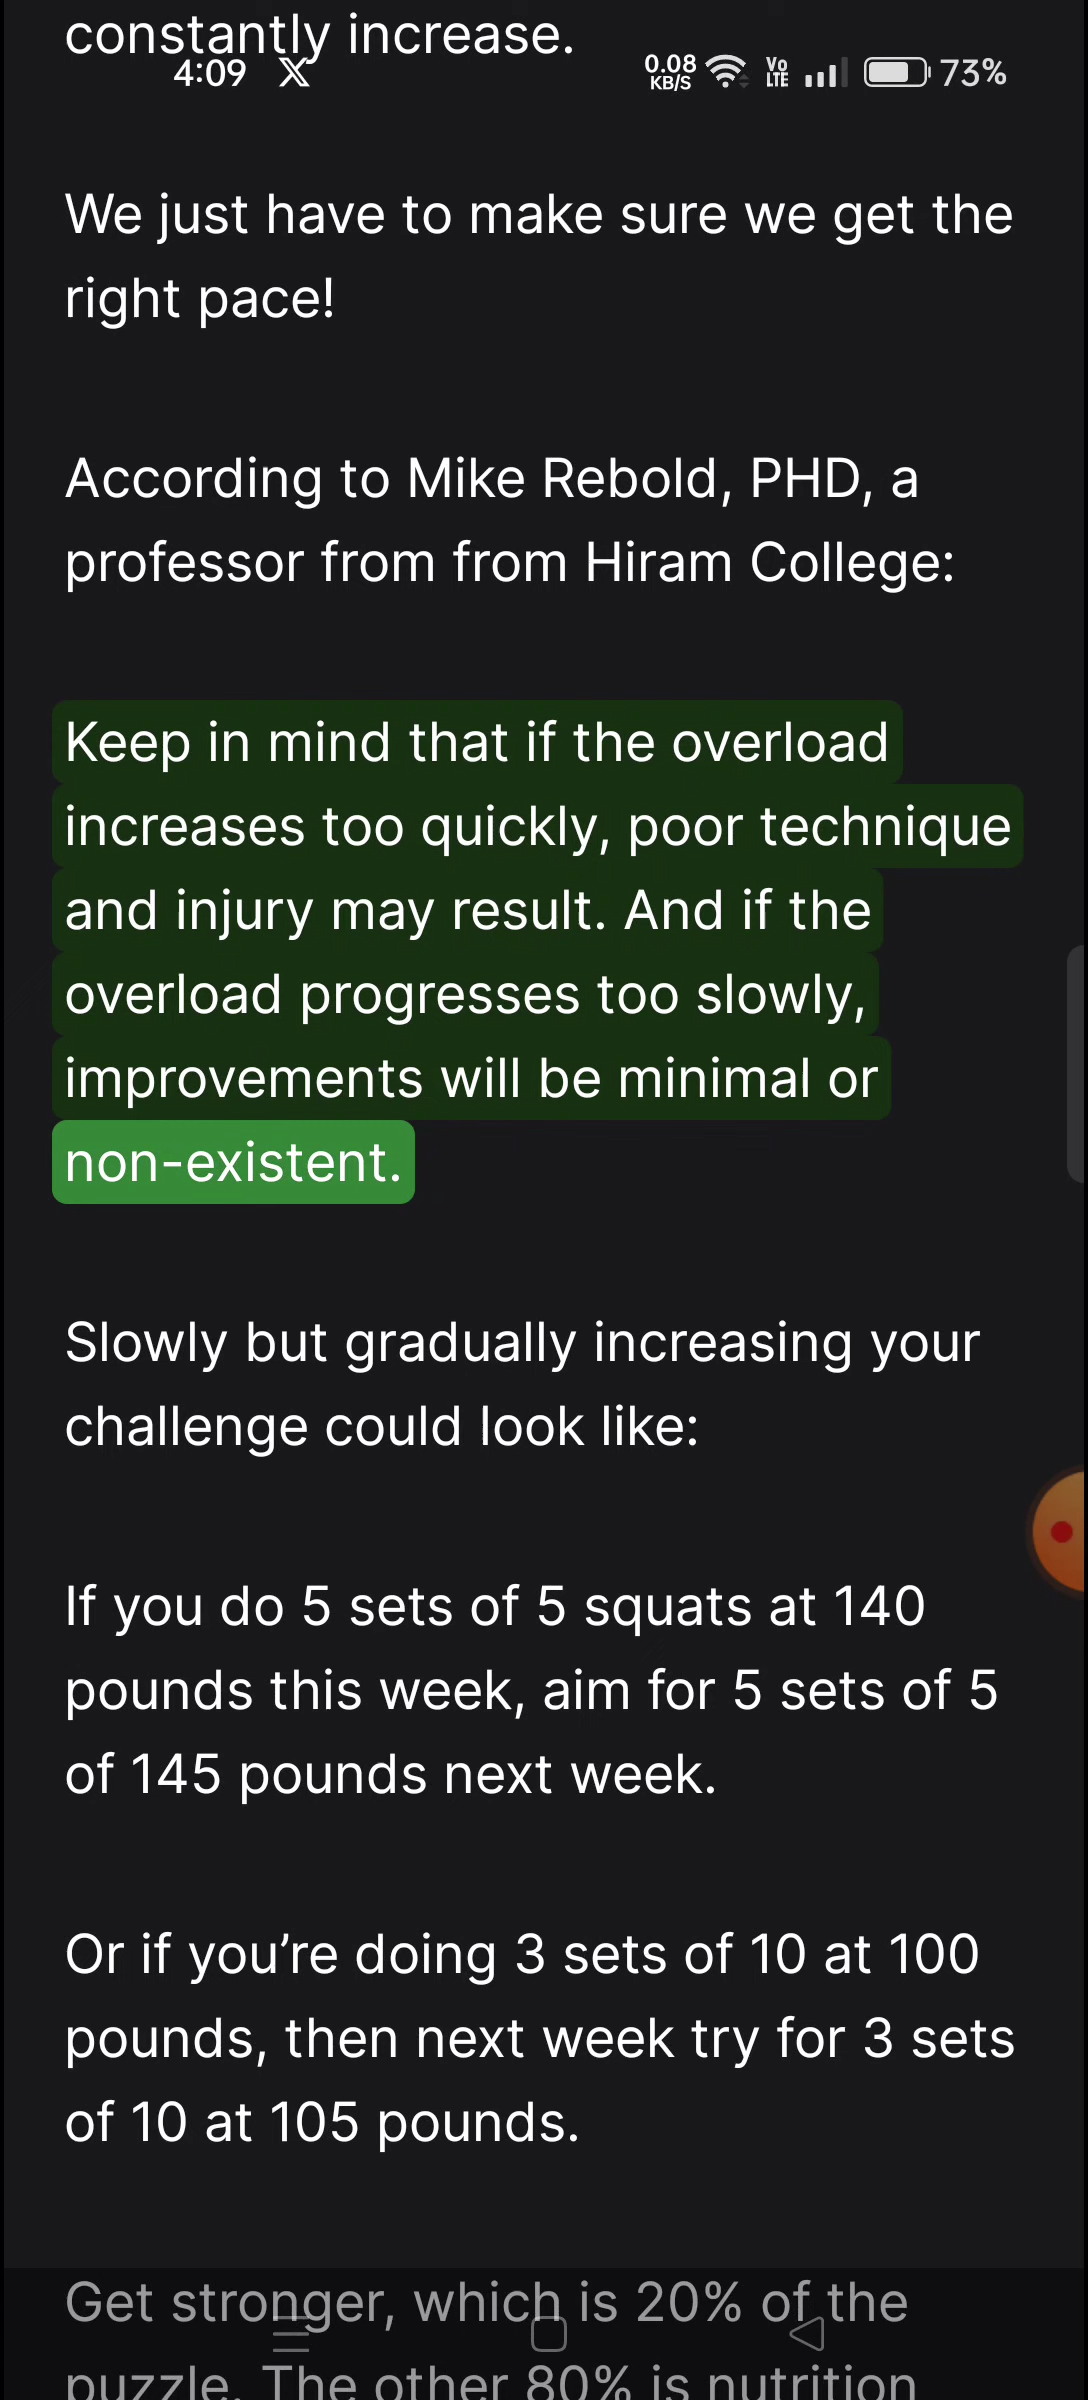 constantly increase.
4:09 X 0.08 KB/S Vo LTE 73%
We just have to make sure we get the
right pace!
According to Mike Rebold, PHD, a
professor from from Hiram College:
Keep in mind that if the overload
increases too quickly, poor technique
and injury may result. And if the
overload progresses too slowly,
improvements will be minimal or
non-existent.
Slowly but gradually increasing your
challenge could look like:
If you do 5 sets of 5 squats at 140
pounds this week, aim for 5 sets of 5
of 145 pounds next week.
Or if you’re doing 3 sets of 10 at 100
pounds, then next week try for 3 sets
of 10 at 105 pounds.
Get stronger, which is 20% of the
puzzle. The other 80% is nutrition